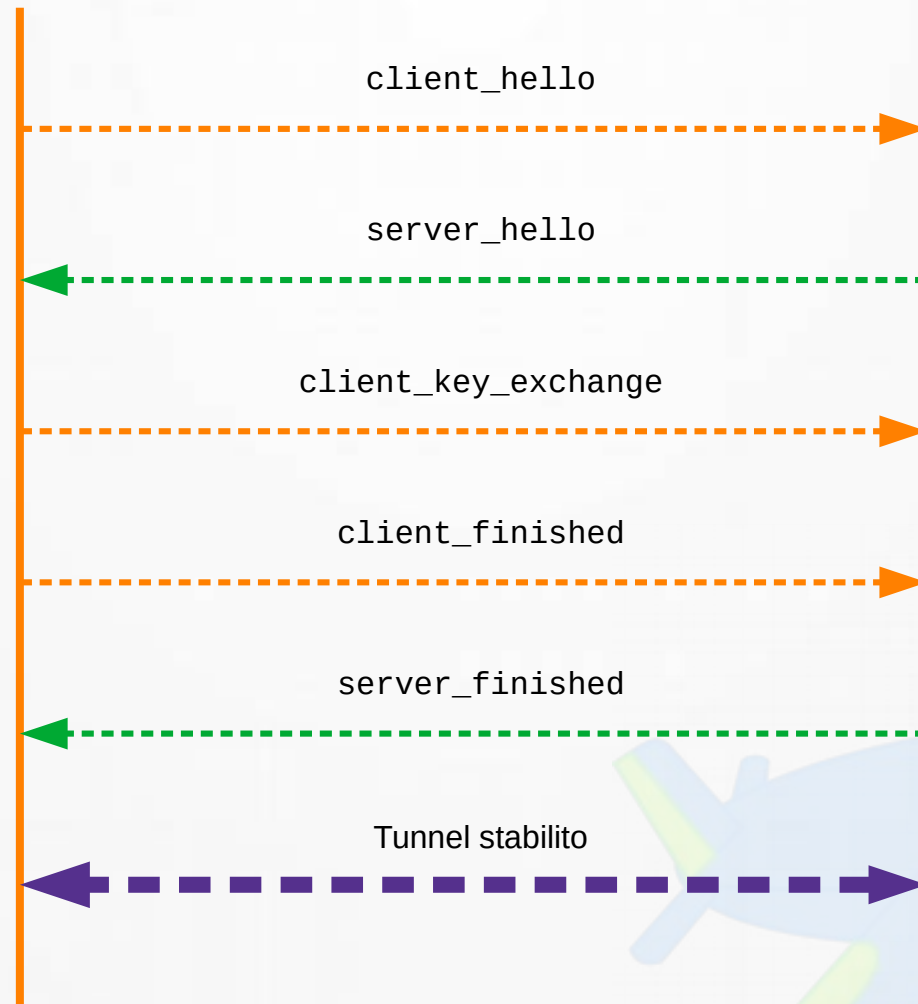 client_hello
server_hello
client_key_exchange
client_finished
server_finished
Tunnel stabilito